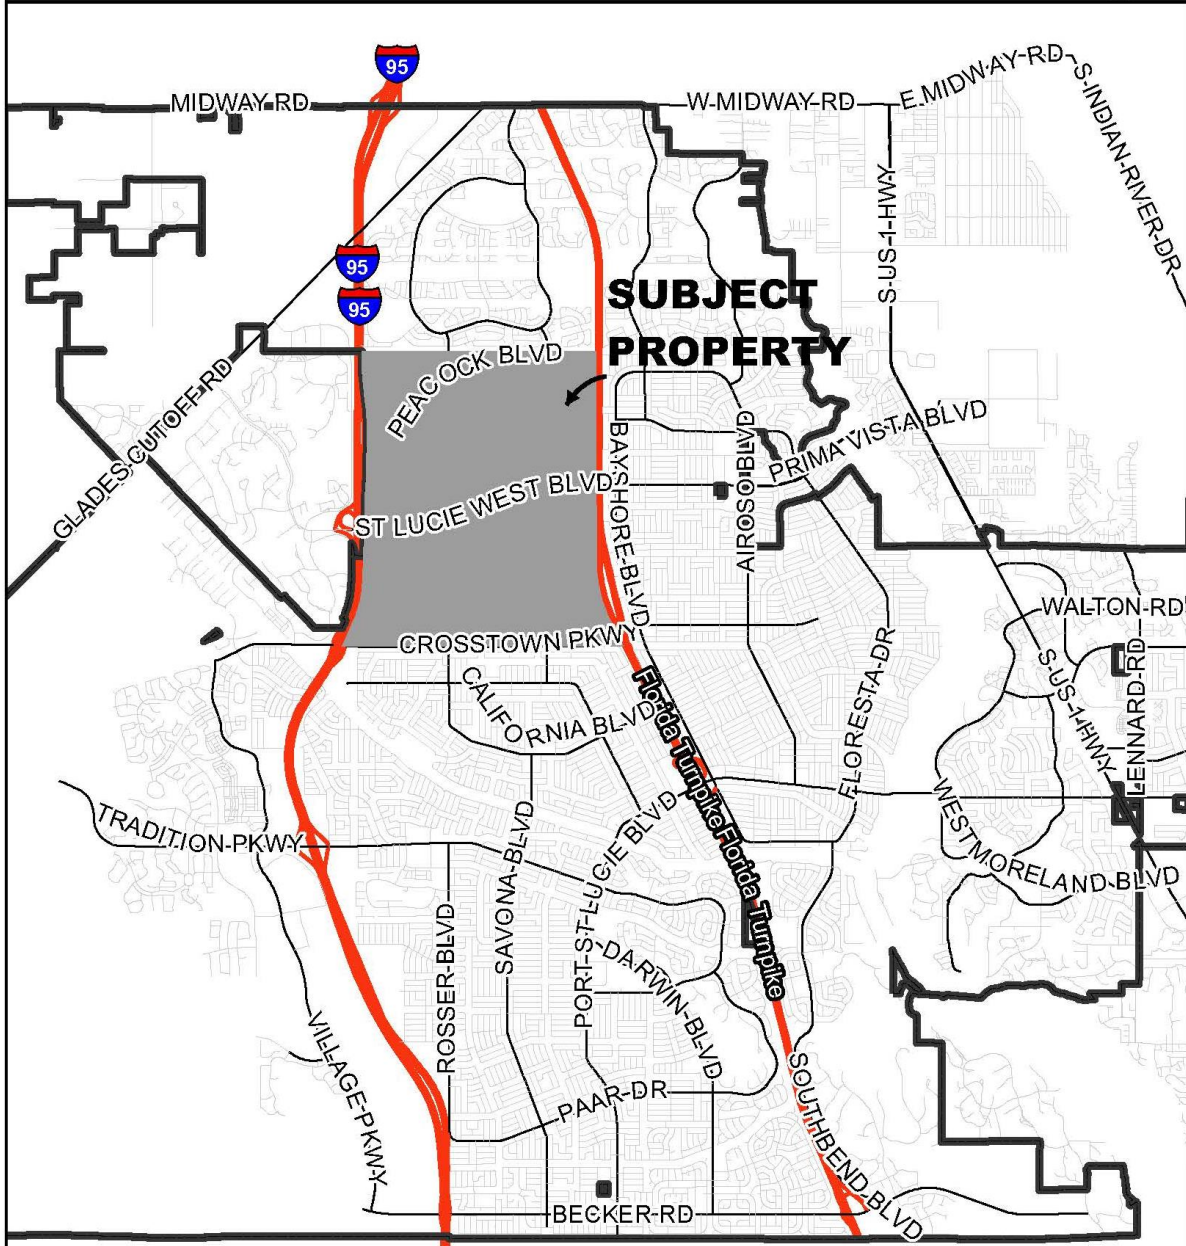 95
MIDWAY RD
W MIDWAY RD
E MIDWAY RD
S INDIAN RIVER DR
S US 1 HWY
95
95
SUBJECT
PROPERTY
PEACOCK BLVD
GLADES CUTOFF RD
BAYSHORE BLVD
AIROSO BLVD
PRIMA VISTA BLVD
ST LUCIE WEST BLVD
WALTON RD
CROSSTOWN PKWY
FLORESTA DR
S US 1 HWY
LENNARD RD
CALIFORNIA BLVD
Florida Turnpike
Florida Turnpike
TRADITION PKWY
SAVONA BLVD
PORT ST LUCIE BLVD
WESTMORELAND BLVD
ROSSER BLVD
DARWIN BLVD
VILLAGE PKWY
PAAR DR
SOUTHBEND BLVD
BECKER RD